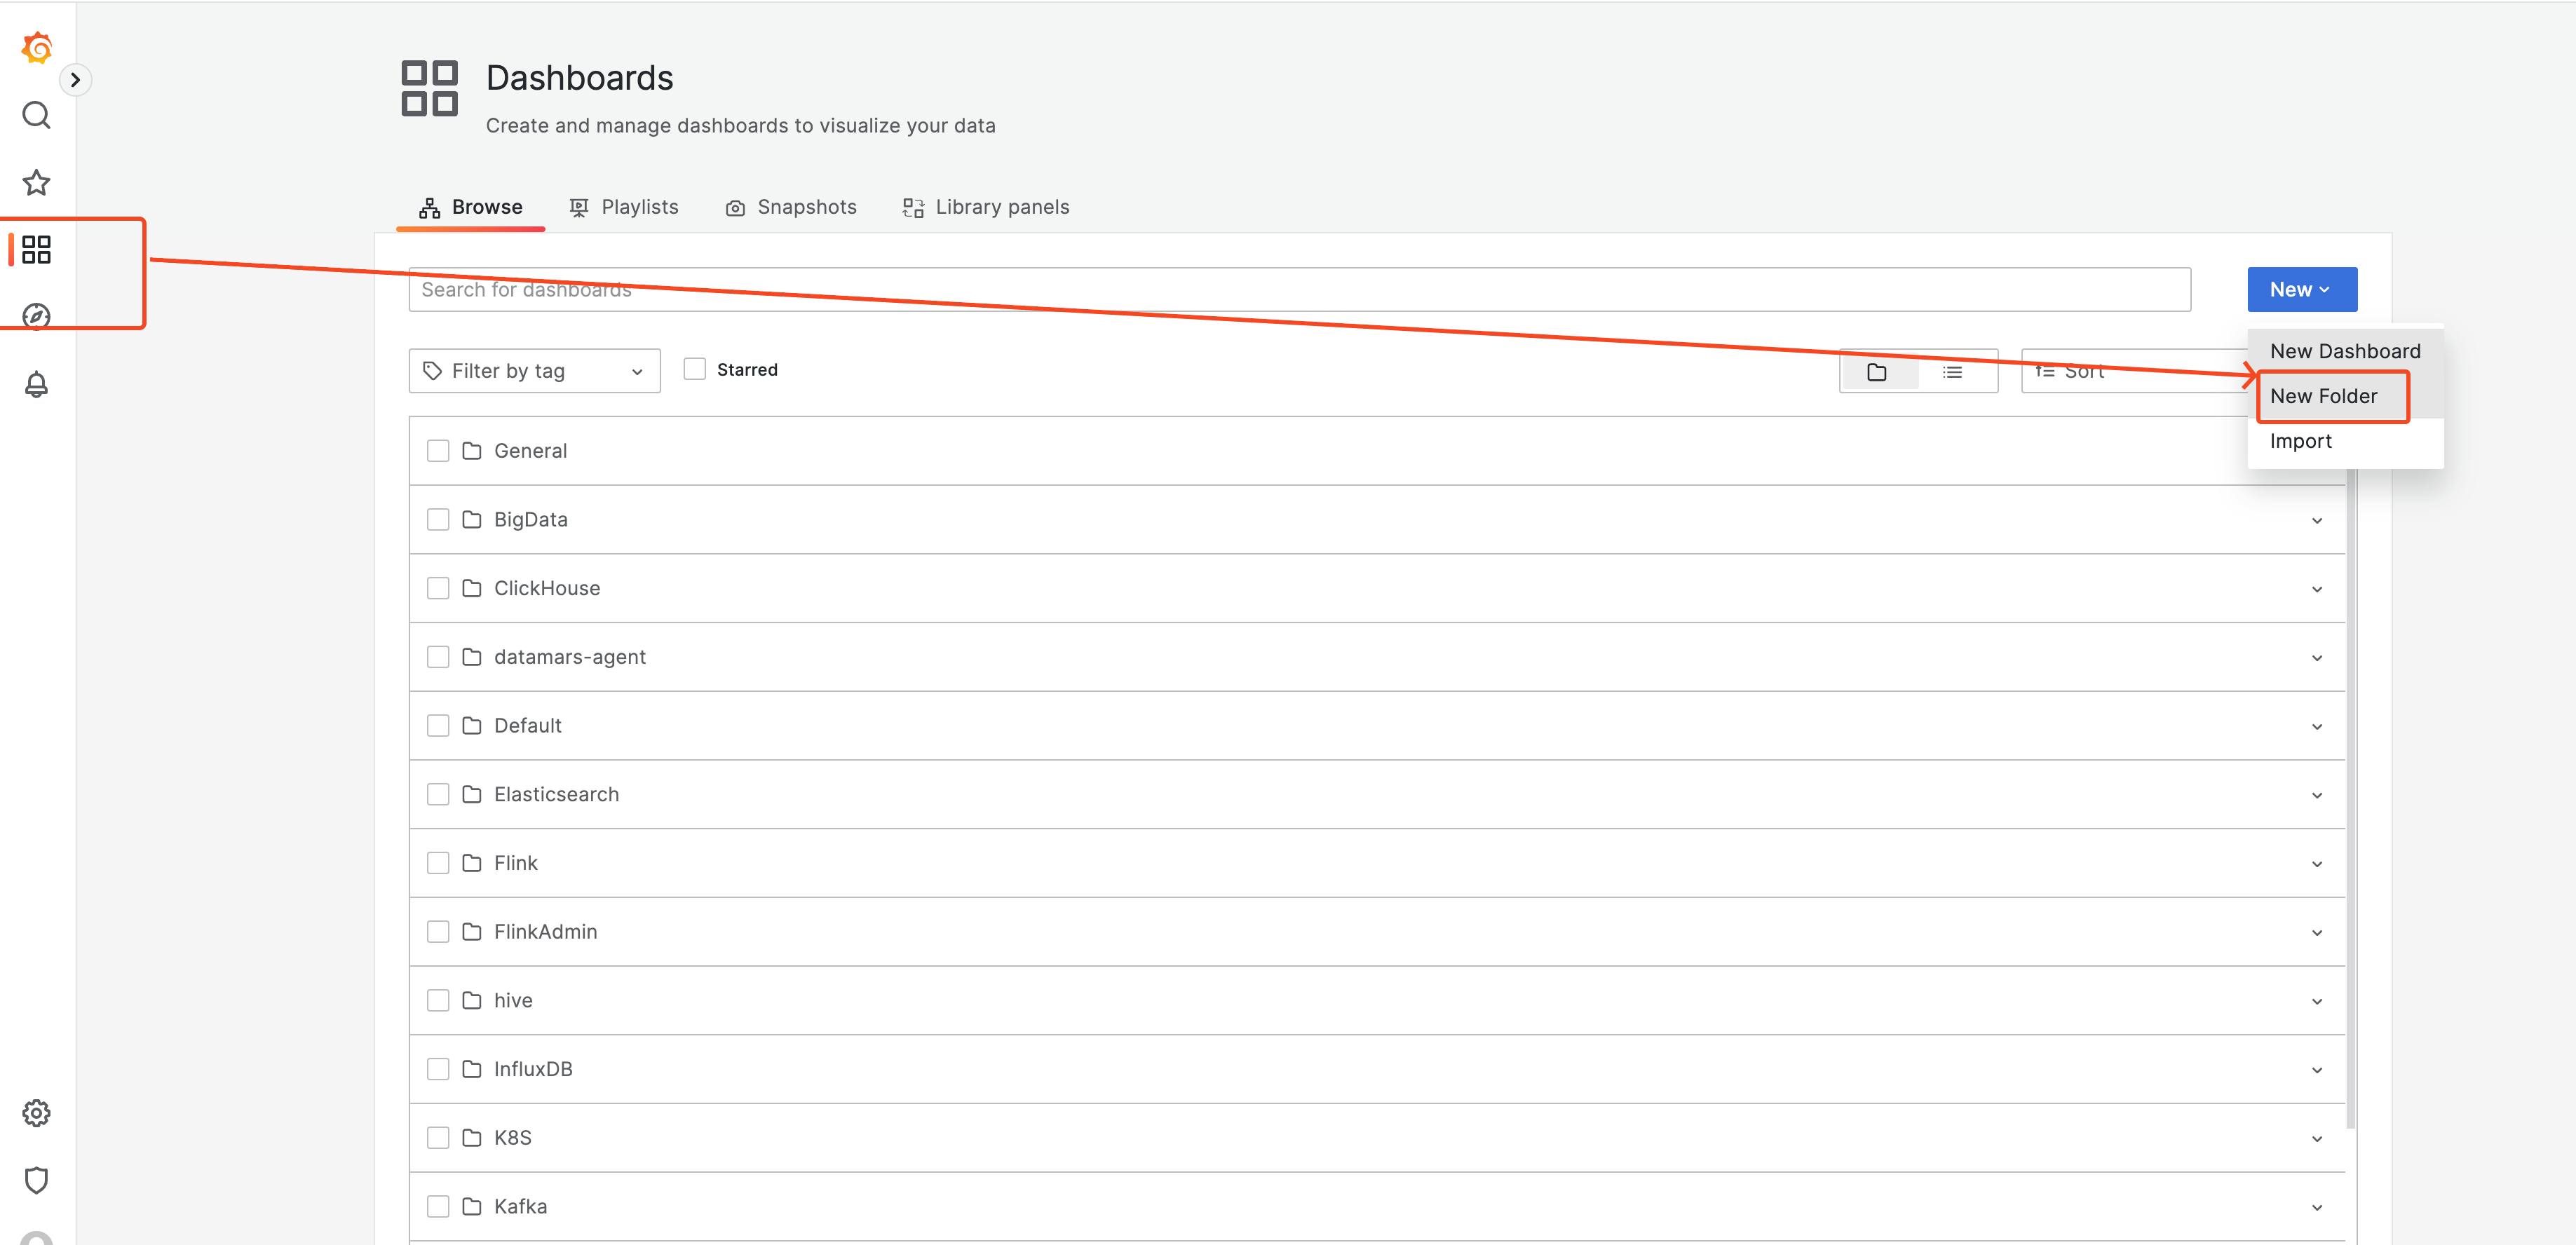 Dashboards
Create and manage dashboards to visualize your data
Browse Playlists Snapshots Library panels
Search for dashboards New
New Dashboard
Filter by tag Starred Sort
New Folder
Import
General
BigData
ClickHouse
datamars-agent
Default
Elasticsearch
Flink
FlinkAdmin
hive
InfluxDB
K8S
Kafka